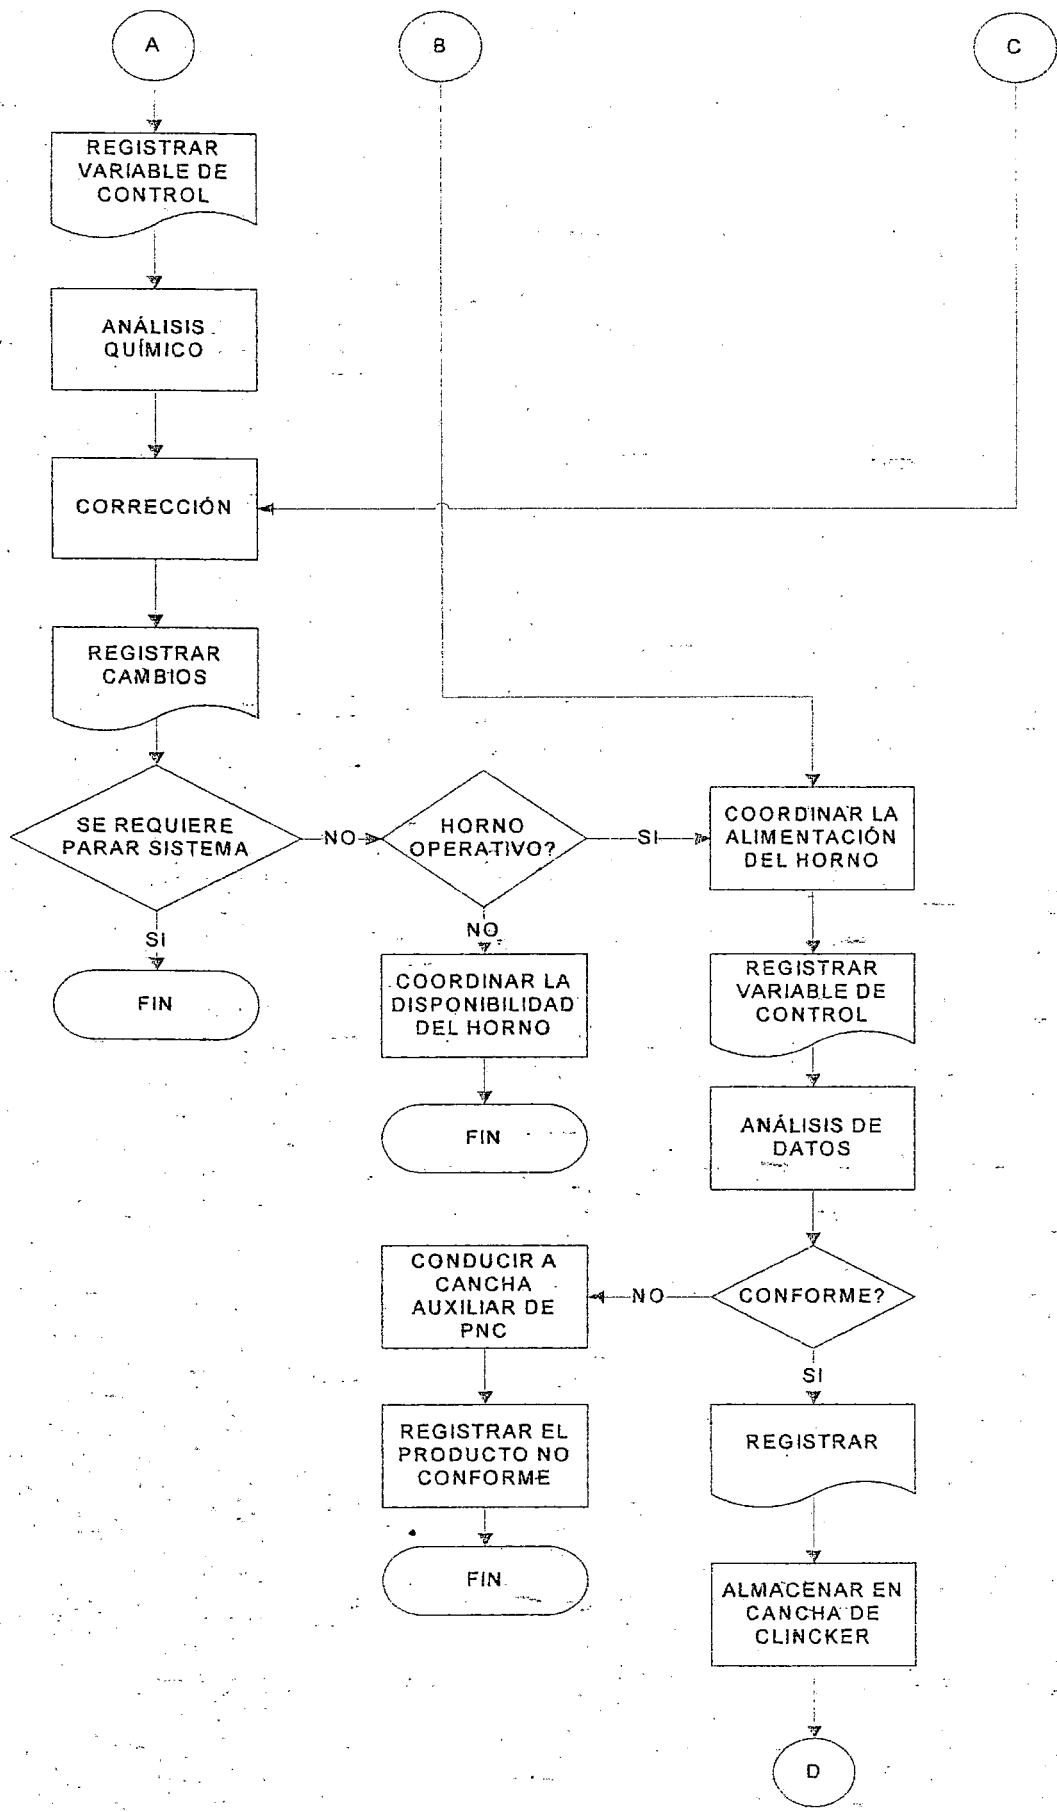 A
B
C
REGISTRAR
VARIABLE DE
CONTROL
ANÁLISIS
QUÍMICO
CORRECCIÓN
REGISTRAR
CAMBIOS
SE REQUIERE
PARAR SISTEMA
NO
HORNO
OPERATIVO?
SI
COORDINAR LA
ALIMENTACIÓN
DEL HORNO
SI
FIN
NO
COORDINAR LA
DISPONIBILIDAD
DEL HORNO
FIN
REGISTRAR
VARIABLE DE
CONTROL
ANÁLISIS DE
DATOS
CONFORME?
NO
CONDUCIR A
CANCHA
AUXILIAR DE
PNC
REGISTRAR EL
PRODUCTO NO
CONFORME
FIN
SI
REGISTRAR
ALMACENAR EN
CANCHA DE
CLINCKER
D